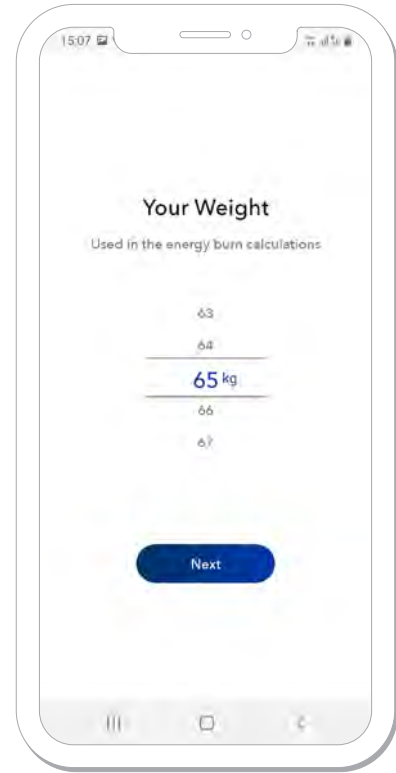 15:07
Your Weight
Used in the energy burn calculations
63
64
65 kg
66
67
Next